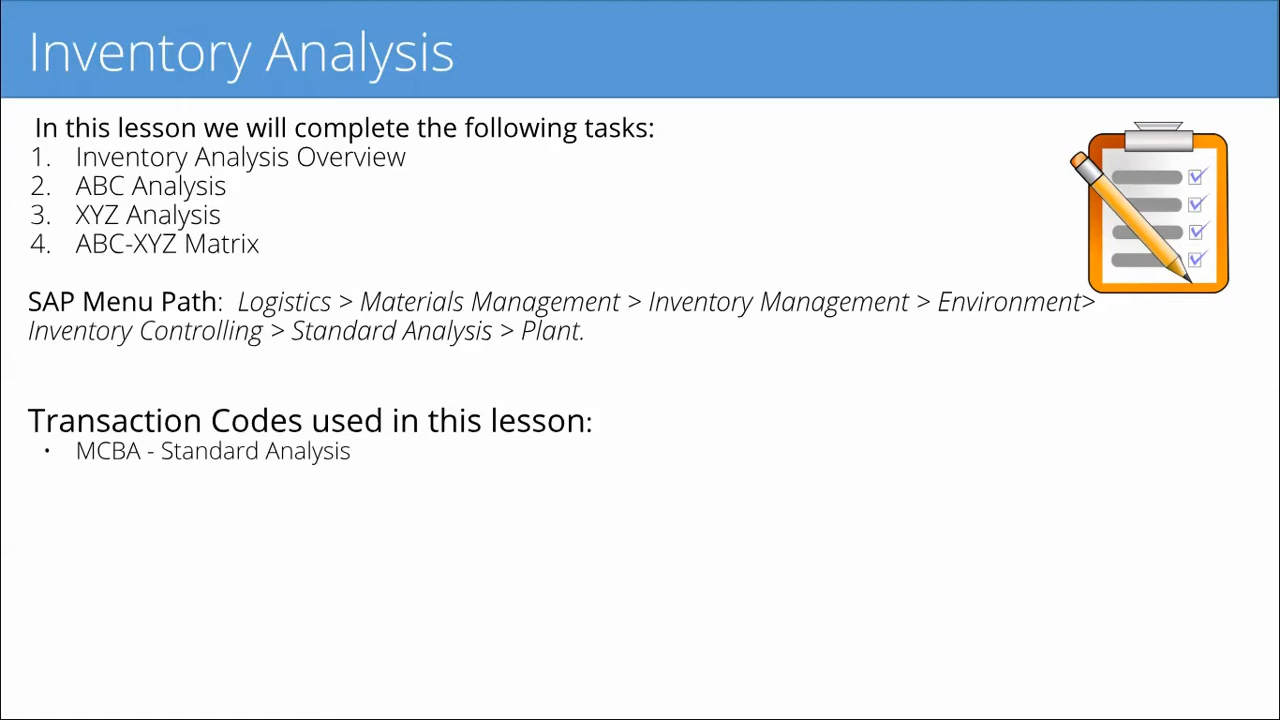 Inventory Analysis
In this lesson we will complete the following tasks:
1. Inventory Analysis Overview
2. ABC Analysis
3. XYZ Analysis
4. ABC-XYZ Matrix
SAP Menu Path: Logistics > Materials Management > Inventory Management > Environment>
Inventory Controlling > Standard Analysis > Plant.
Transaction Codes used in this lesson:
• MCBA - Standard Analysis